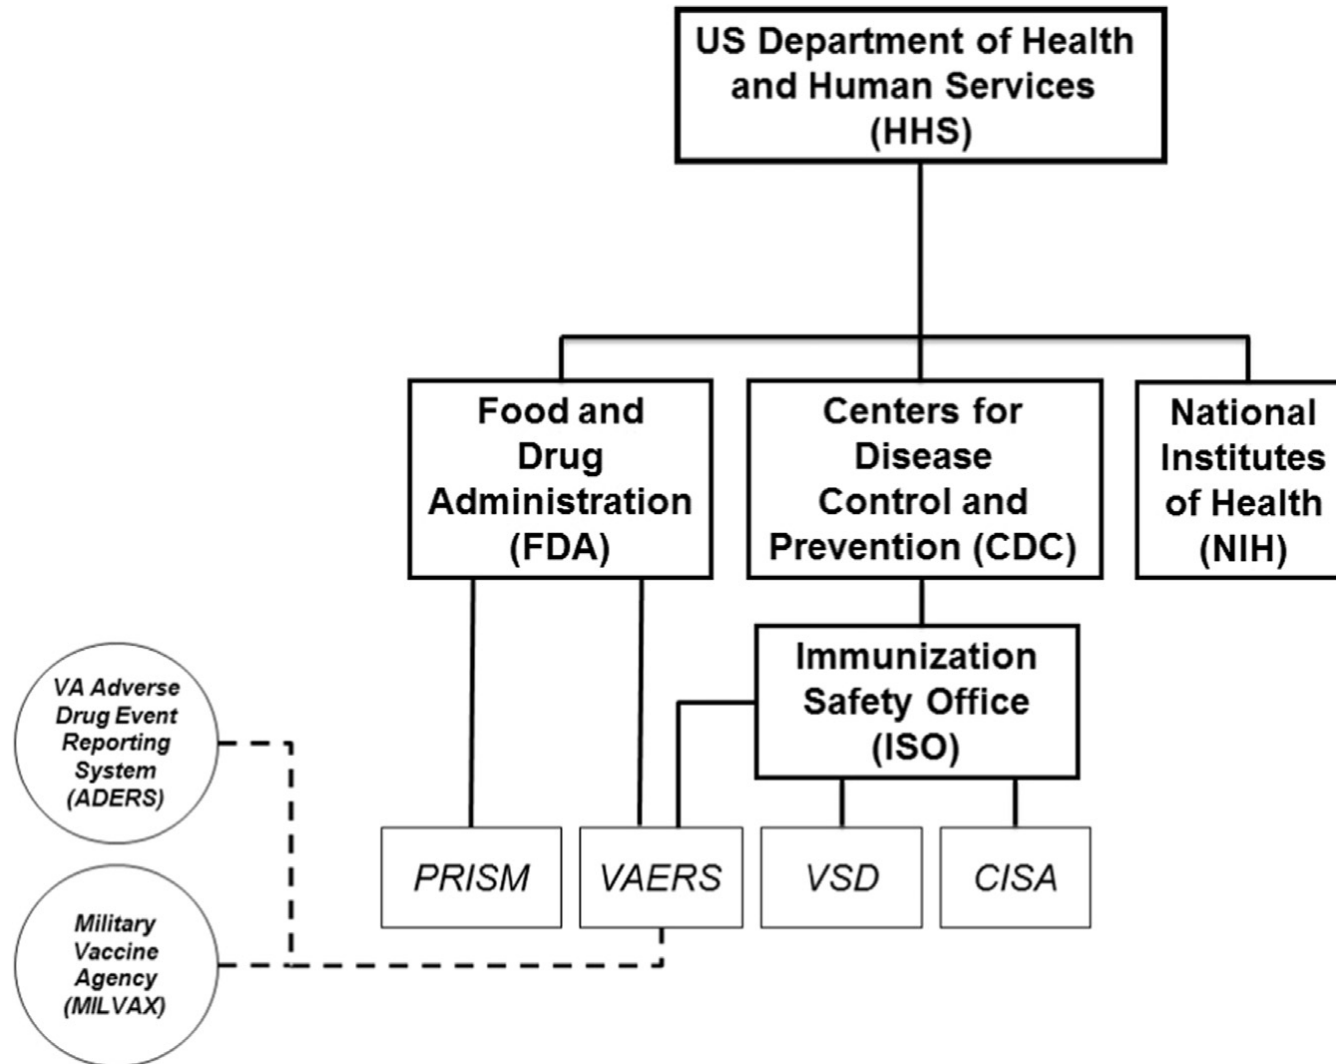 US Department of Health
and Human Services
(HHS)
Food and
Drug
Administration
(FDA)
Centers for
Disease
Control and
Prevention (CDC)
National
Institutes
of Health
(NIH)
Immunization
Safety Office
(ISO)
VA Adverse
Drug Event
Reporting
System
(ADERS)
PRISM
VAERS
VSD
CISA
Military
Vaccine
Agency
(MILVAX)